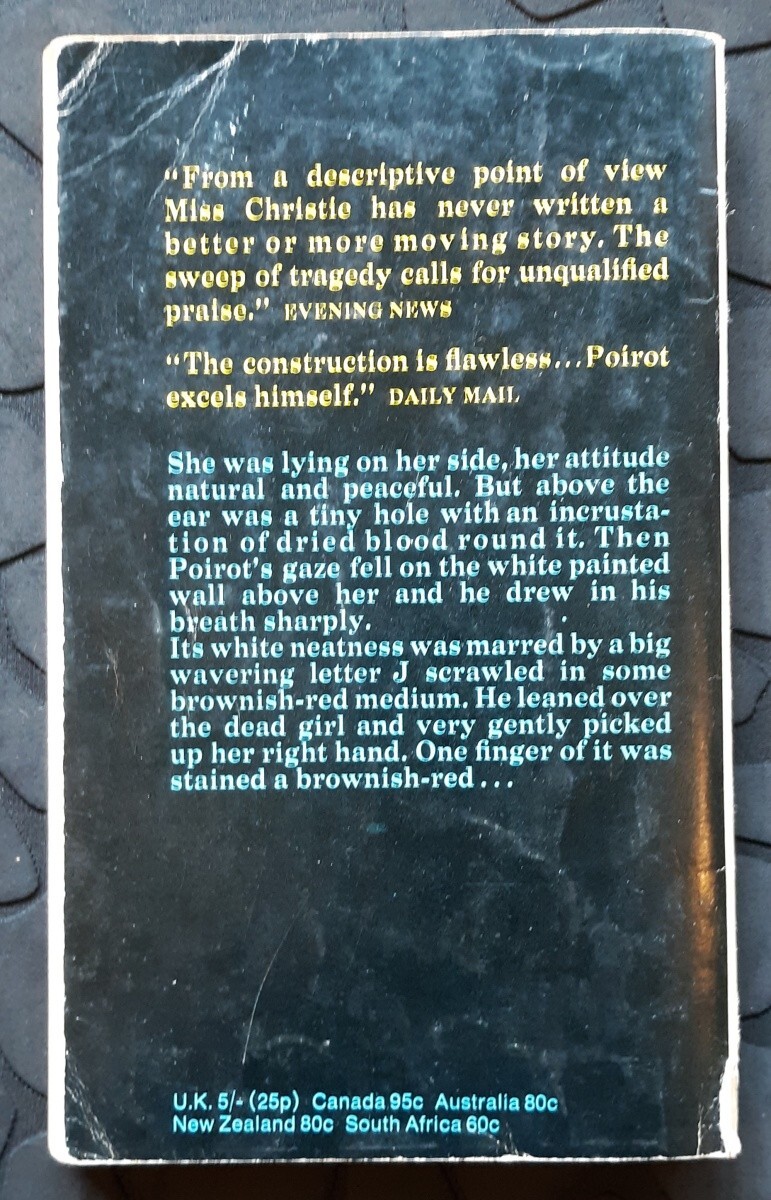 “From a descriptive point of view
Miss Christie has never written a
better or more moving story. The
sweep of tragedy calls for unqualified
praise.” EVENING NEWS
“The construction is flawless...Poirot
excels himself.” DAILY MAIL
She was lying on her side, her attitude
natural and peaceful. But above the
ear was a tiny hole with an incrusta-
tion of dried blood round it. Then
Poirot's gaze fell on the white painted
wall above her and he drew in his
breath sharply.
Its white neatness was marred by a big
wavering letter J scrawled in some
brownish-red medium. He leaned over
the dead girl and very gently picked
up her right hand. One finger of it was
stained a brownish-red...
U.K. 5/- (25p) Canada 95c Australia 80c
New Zealand 80c South Africa 60c